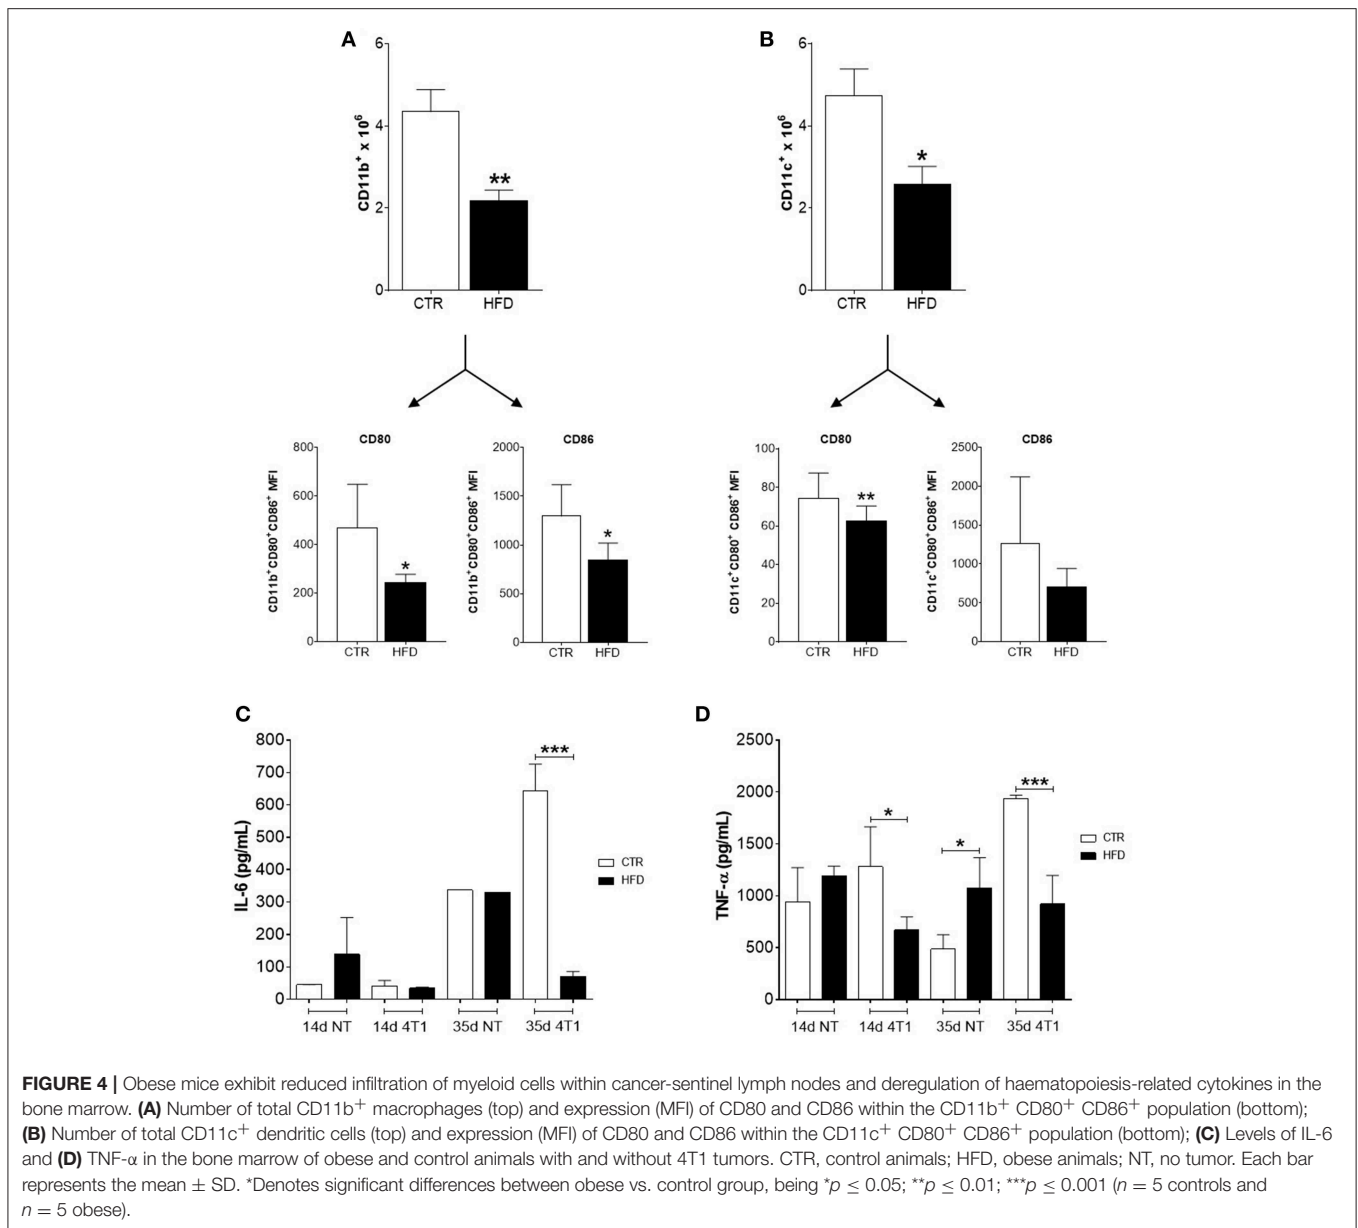 A
6
4
2
0
CD11b+ x 10^6
**
CTR HFD
B
6
4
2
0
CD11c+ x 10^6
*
CTR HFD
CD80
800
600
400
200
0
CD11b+CD80+CD86+ MFI
*
CTR HFD
CD86
2000
1500
1000
500
0
CD11b+CD80+CD86+ MFI
*
CTR HFD
CD80
100
80
60
40
20
0
CD11c+CD80+ CD86+ MFI
**
CTR HFD
CD86
2500
2000
1500
1000
500
0
CD11c+CD80+CD86+ MFI
CTR HFD
C
800
700
600
500
400
300
200
100
0
IL-6 (pg/mL)
***
CTR
HFD
14d NT 14d 4T1 35d NT 35d 4T1
D
2500
2000
1500
1000
500
0
TNF-α (pg/mL)
*
*
***
CTR
HFD
14d NT 14d 4T1 35d NT 35d 4T1
FIGURE 4 | Obese mice exhibit reduced infiltration of myeloid cells within cancer-sentinel lymph nodes and deregulation of haematopoiesis-related cytokines in the
bone marrow. (A) Number of total CD11b+ macrophages (top) and expression (MFI) of CD80 and CD86 within the CD11b+ CD80+ CD86+ population (bottom);
(B) Number of total CD11c+ dendritic cells (top) and expression (MFI) of CD80 and CD86 within the CD11c+ CD80+ CD86+ population (bottom); (C) Levels of IL-6
and (D) TNF-α in the bone marrow of obese and control animals with and without 4T1 tumors. CTR, control animals; HFD, obese animals; NT, no tumor. Each bar
represents the mean ± SD. *Denotes significant differences between obese vs. control group, being *p ≤ 0.05; **p ≤ 0.01; ***p ≤ 0.001 (n = 5 controls and
n = 5 obese).